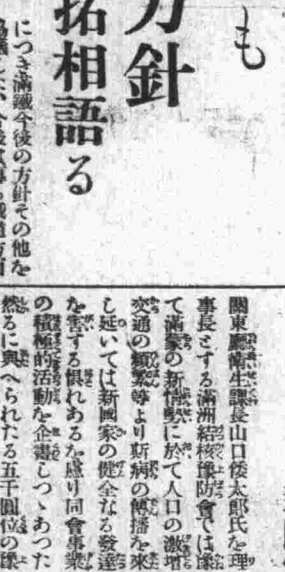 も
方針
拓相語る
につき滿鐵今後の方針その他を
關東廳衞生課長山口倭太郎氏を理
事長とする滿洲結核豫防會では豫
て滿蒙の新情勢に於て人口の激増
交通の頻繁等より斯病の傳播を來
し延いては新國家の健全なる發達
を害する惧れあるを慮り同會事業
の積極的活動を企畫しつゝあつた
然るに與へられたる五千圓位の豫